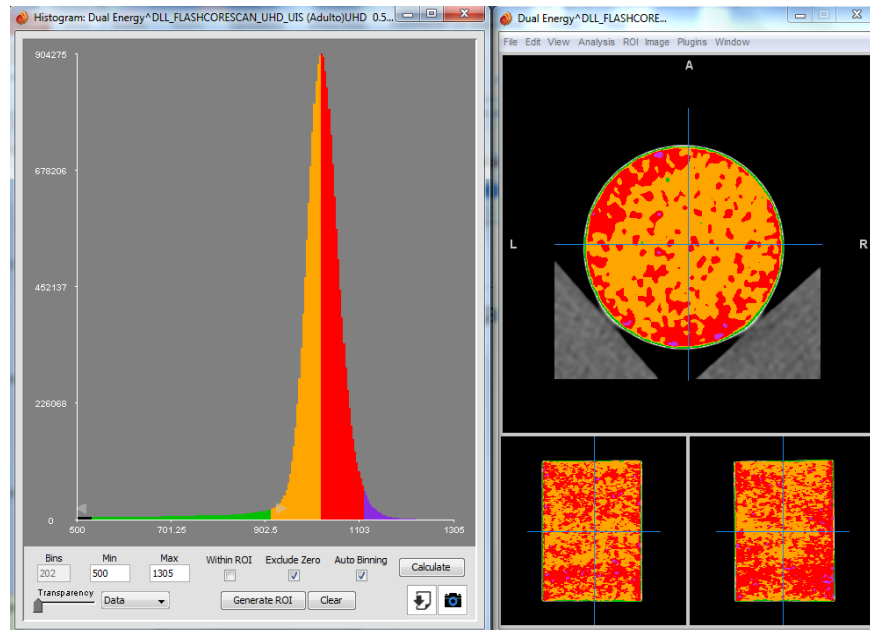 Histogram: Dual Energy^DLL_FLASHCORESCAN_UHD_UIS (Adulto)UHD 0.5...
904275
678206
452137
226068
0
500 701.25 902.5 1103 1305
Bins Min Max Within ROI Exclude Zero Auto Binning
202 500 1305 Calculate
Transparency Data Generate ROI Clear
Dual Energy^DLL_FLASHCORE...
File Edit View Analysis ROI Image Plugins Window
A
L R